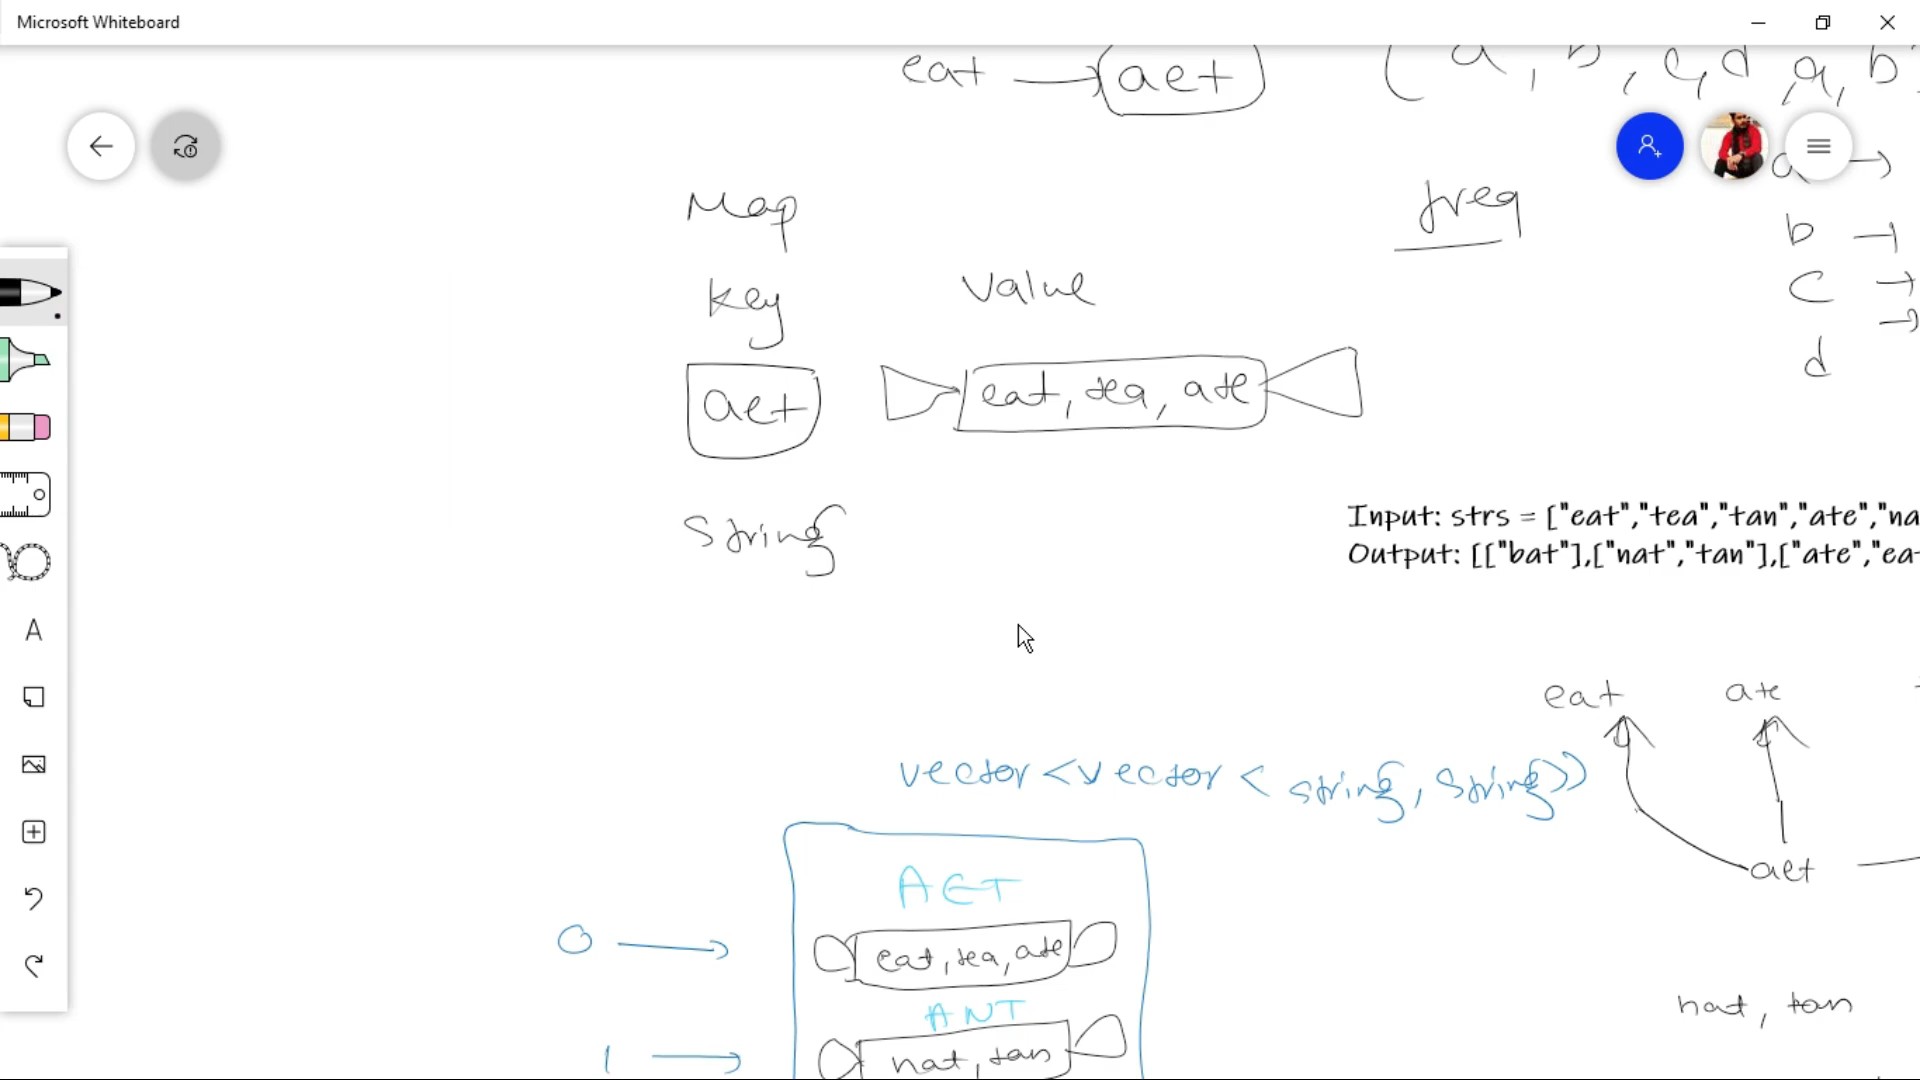 Microsoft Whiteboard
eat → aet
( a, b, c, d, a, b
Map
freq
a →
b →
Key Value
c →
d →
aet eat, tea, ate
String
Input: strs = ["eat","tea","tan","ate","na
Output: [["bat"],["nat","tan"],["ate","ea
eat ate
vector <vector < string, string>>
aet
AET
0 → eat, tea, ate
ANT
nat, tan
1 → nat, tan
A